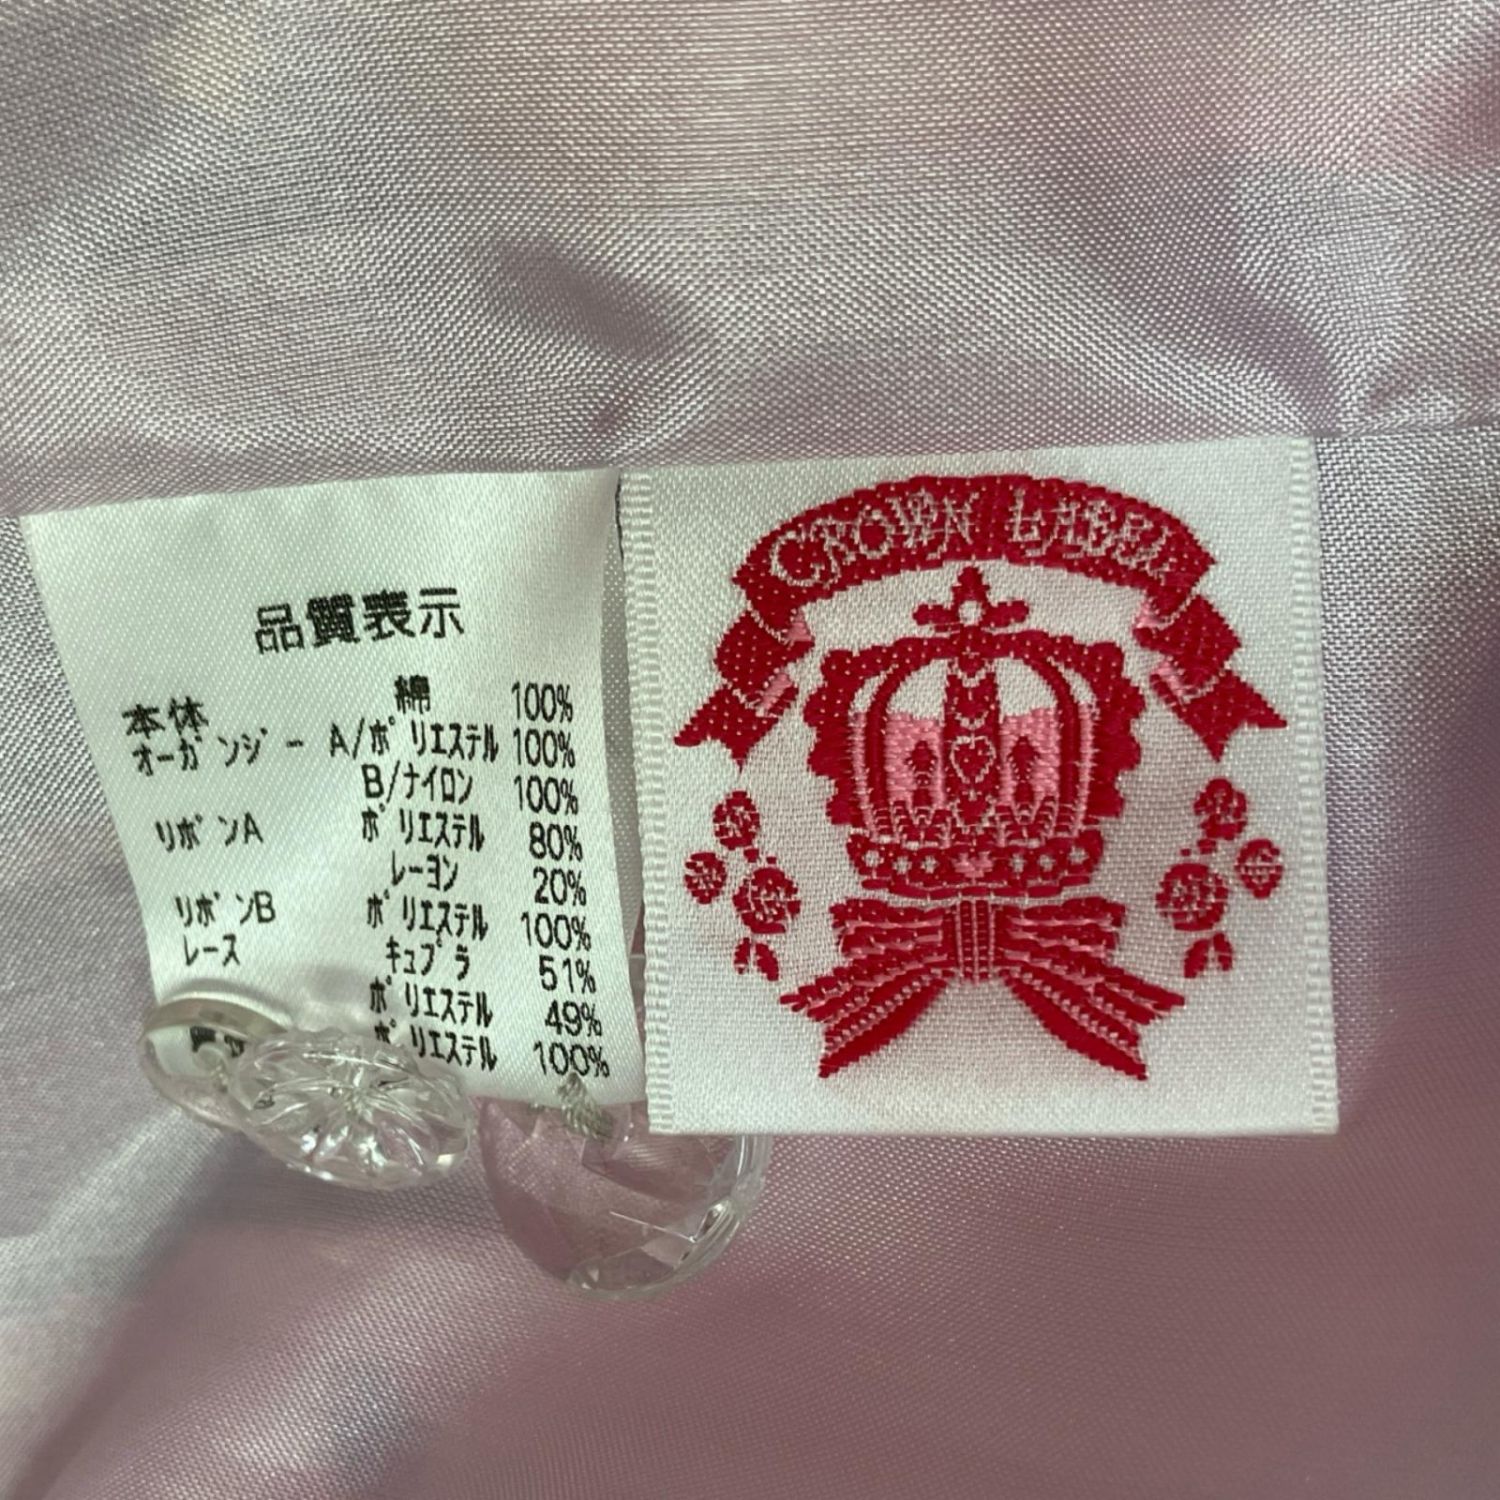 品質表示
本体 綿 100%
オーガンジー A/ポリエステル 100%
B/ナイロン 100%
リボンA ポリエステル 80%
レーヨン 20%
リボンB ポリエステル 100%
レース キュプラ 51%
ポリエステル 49%
ポリエステル 100%
CROWN LABEL